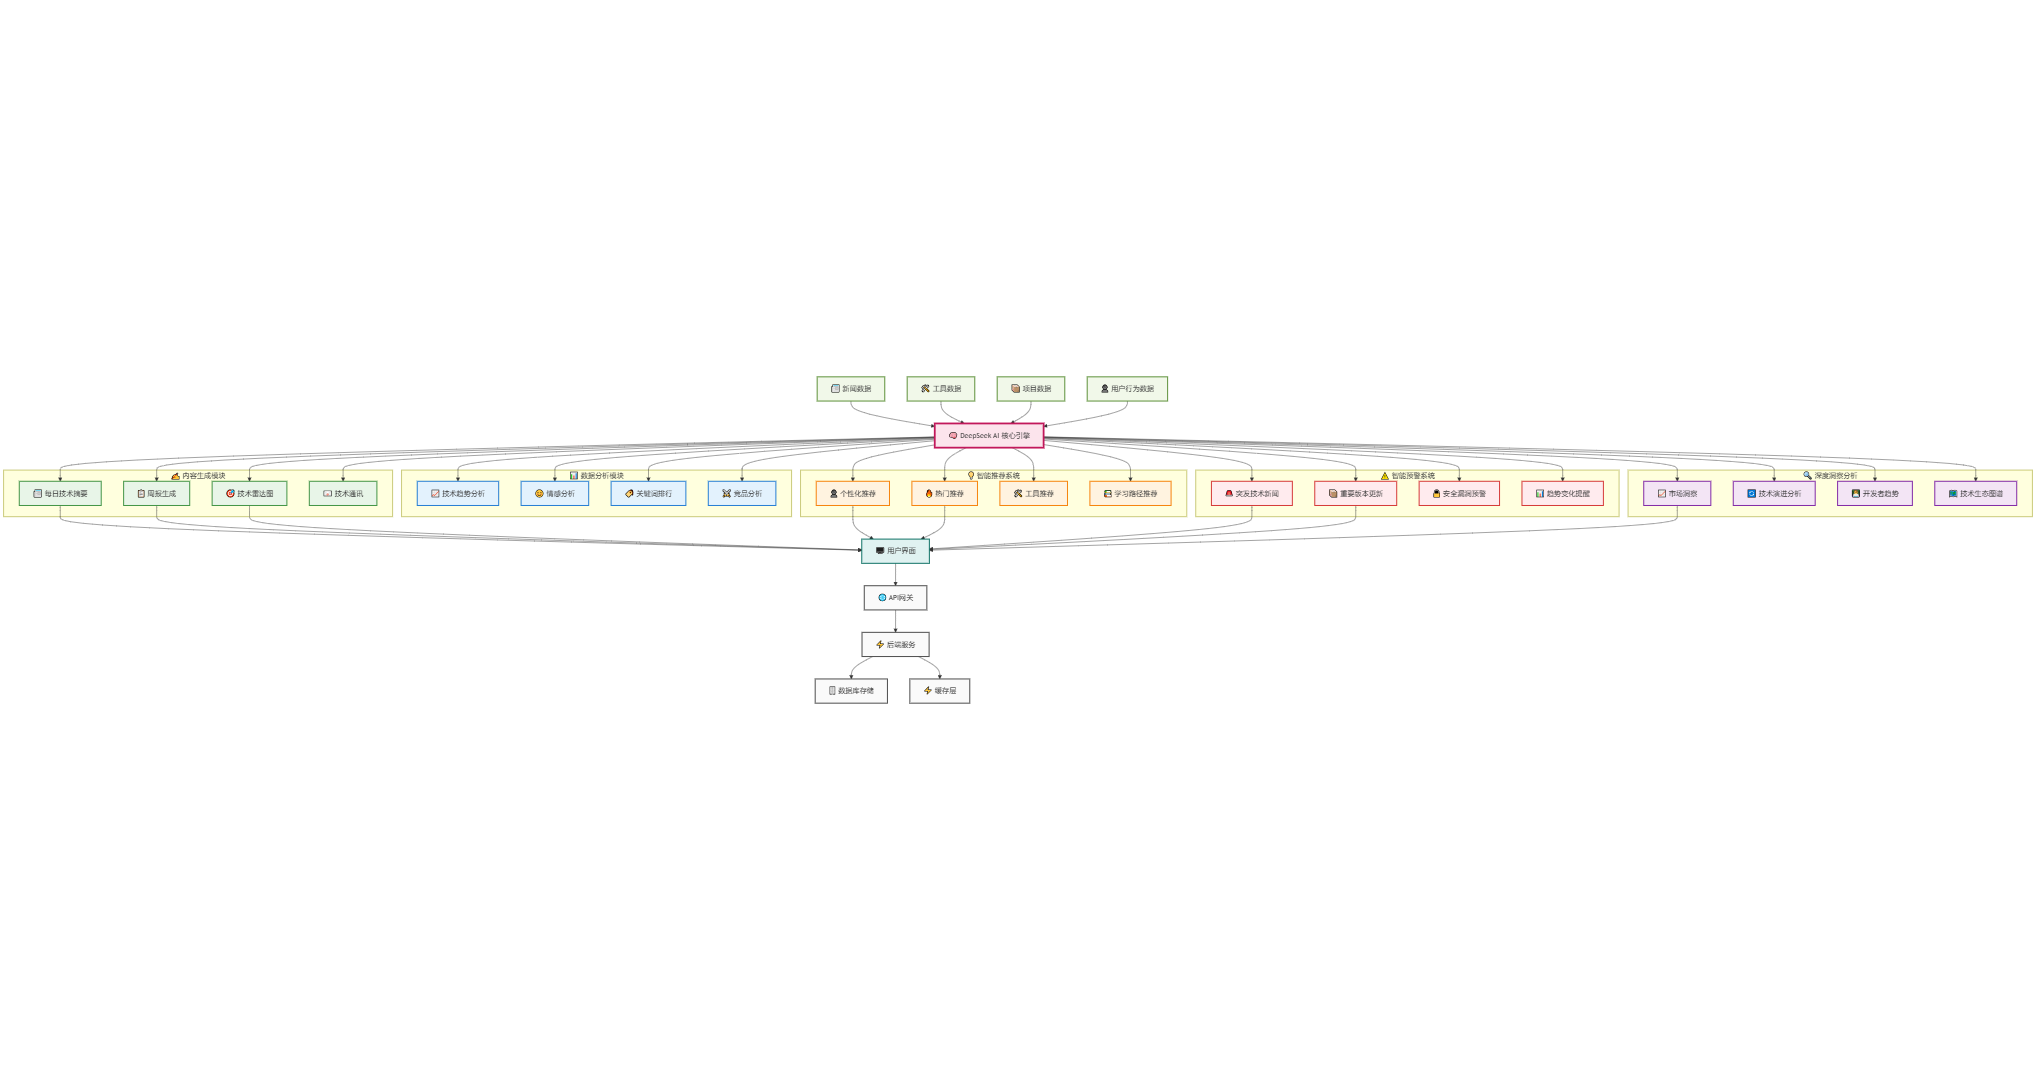 新闻数据
工具数据
项目数据
用户行为数据
DeepSeek AI 核心引擎
内容生成模块
数据分析模块
智能推荐系统
智能预警系统
深度洞察分析
每日技术摘要
周报生成
技术雷达图
技术通讯
技术趋势分析
情感分析
关键词排行
竞品分析
个性化推荐
热门推荐
工具推荐
学习路径推荐
突发技术新闻
重要版本更新
安全漏洞预警
趋势变化提醒
市场洞察
技术演进分析
开发者趋势
技术生态图谱
用户界面
API网关
后端服务
数据库存储
缓存层